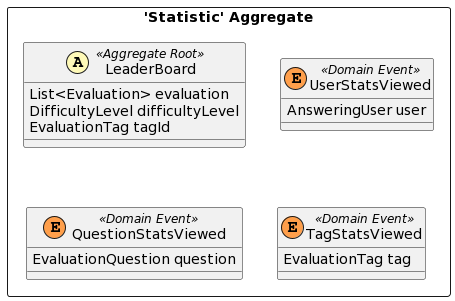 'Statistic' Aggregate
A
«Aggregate Root»
LeaderBoard
List<Evaluation> evaluation
DifficultyLevel difficultyLevel
EvaluationTag tagId
E
«Domain Event»
UserStatsViewed
AnsweringUser user
E
«Domain Event»
QuestionStatsViewed
EvaluationQuestion question
E
«Domain Event»
TagStatsViewed
EvaluationTag tag